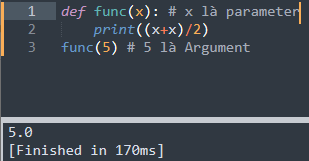 1 def func(x): # x là parameter
2     print((x+x)/2)
3 func(5) # 5 là Argument
5.0
[Finished in 170ms]